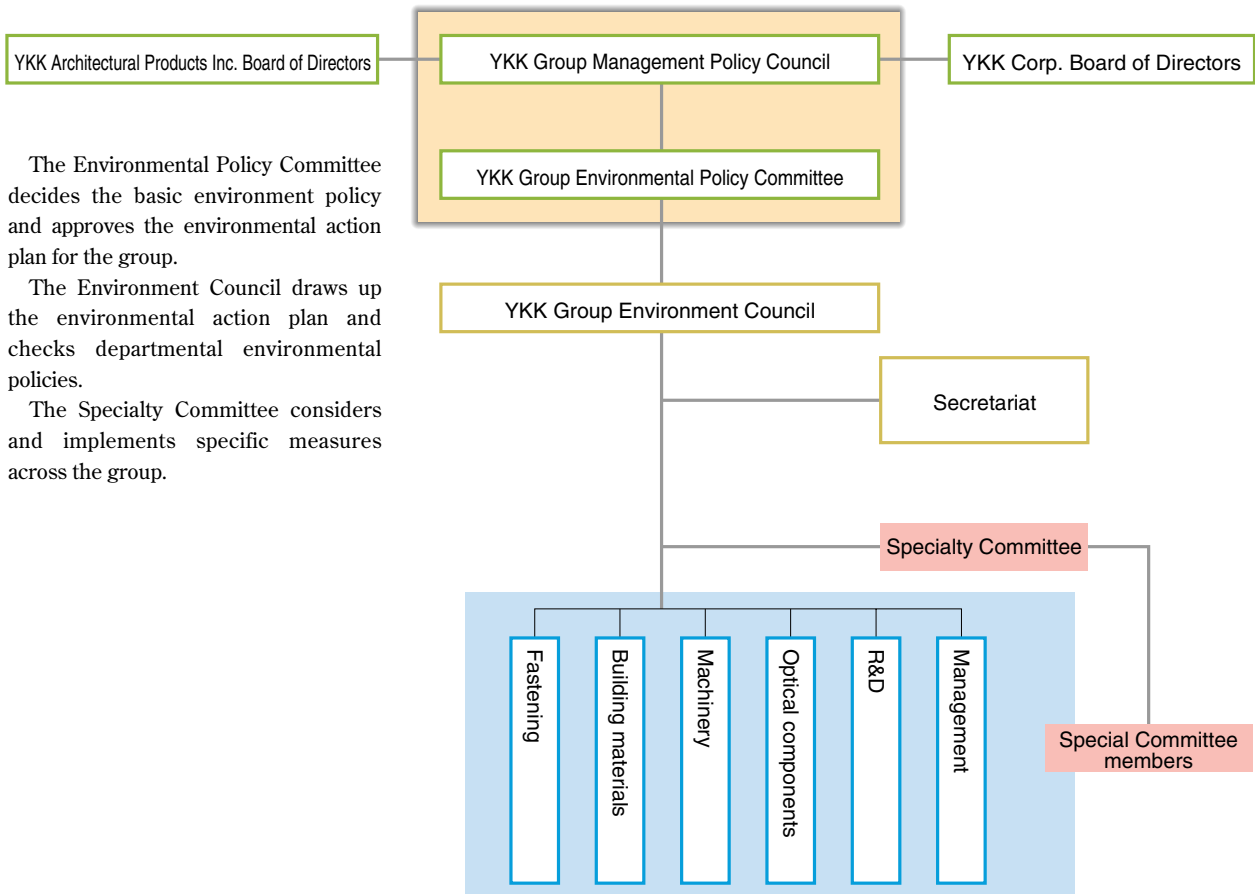 YKK Architectural Products Inc. Board of Directors
YKK Group Management Policy Council
YKK Corp. Board of Directors
YKK Group Environmental Policy Committee
The Environmental Policy Committee
decides the basic environment policy
and approves the environmental action
plan for the group.
The Environment Council draws up
the environmental action plan and
checks departmental environmental
policies.
The Specialty Committee considers
and implements specific measures
across the group.
YKK Group Environment Council
Secretariat
Specialty Committee
Fastening
Building materials
Machinery
Optical components
R&D
Management
Special Committee
members